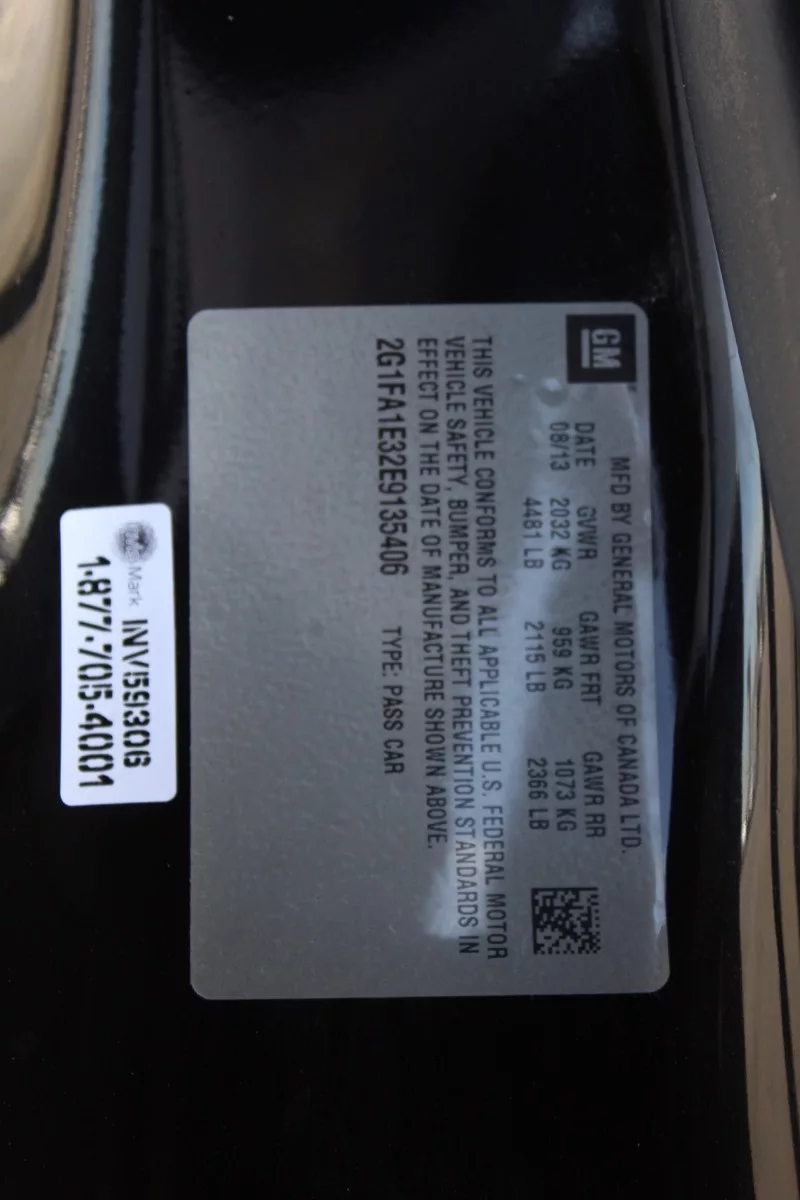 GM
MFD BY GENERAL MOTORS OF CANADA LTD.
DATE GVWR GAWR FRT GAWR RR
08/13 2032 KG 959 KG 1073 KG
4481 LB 2115 LB 2366 LB
THIS VEHICLE CONFORMS TO ALL APPLICABLE U.S. FEDERAL MOTOR
VEHICLE SAFETY, BUMPER, AND THEFT PREVENTION STANDARDS IN
EFFECT ON THE DATE OF MANUFACTURE SHOWN ABOVE.
2G1FA1E32E9135406 TYPE: PASS CAR
Mark INV59306
1-877-705-4001